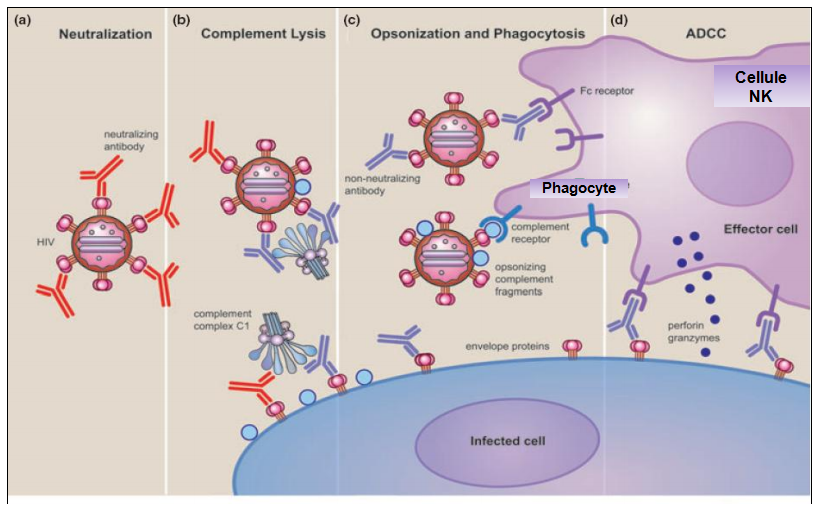 (a)
Neutralization
(b)
Complement Lysis
(c)
Opsonization and Phagocytosis
(d)
ADCC
Cellule
NK
Fc receptor
neutralizing
antibody
non-neutralizing
antibody
Phagocyte
HIV
complement
receptor
Effector cell
opsonizing
complement
fragments
complement
complex C1
perforin
granzymes
envelope proteins
Infected cell